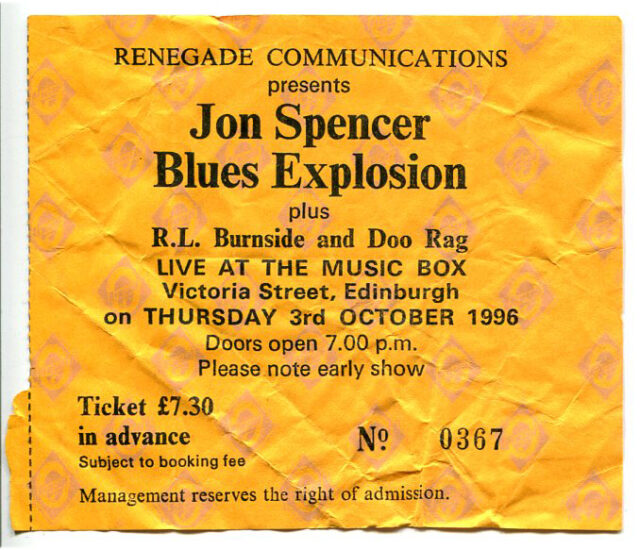 RENEGADE COMMUNICATIONS
presents
Jon Spencer
Blues Explosion
plus
R.L. Burnside and Doo Rag
LIVE AT THE MUSIC BOX
Victoria Street, Edinburgh
on THURSDAY 3rd OCTOBER 1996
Doors open 7.00 p.m.
Please note early show
Ticket £7.30
in advance
Subject to booking fee
Nº 0367
Management reserves the right of admission.